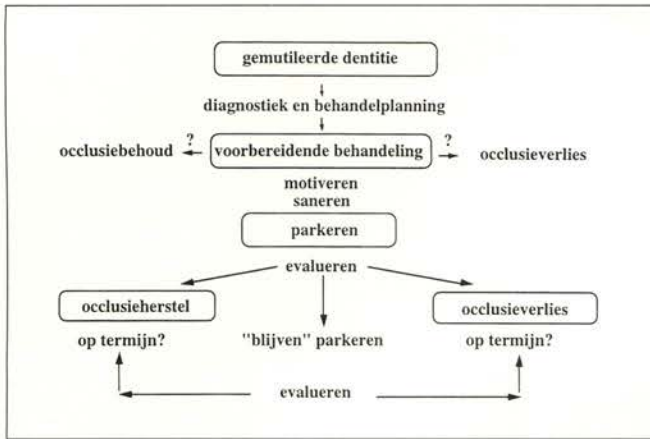 gemutileerde dentitie
diagnostiek en behandelplanning
occlusiebehoud ? voorbereidende behandeling ? occlusieverlies
motiveren
saneren
parkeren
evalueren
occlusieherstel occlusieverlies
op termijn? "blijven" parkeren op termijn?
evalueren